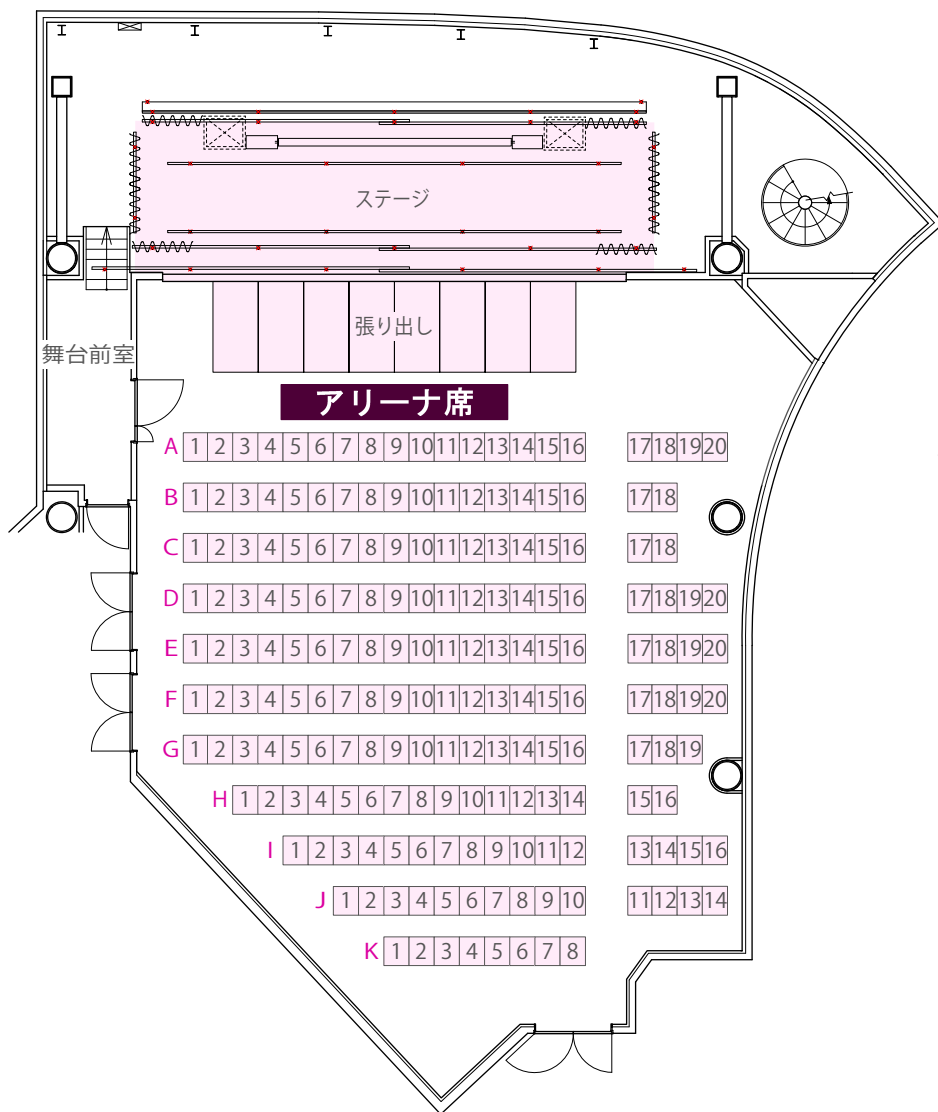 ステージ
張り出し
舞台前室
アリーナ席
A 1 2 3 4 5 6 7 8 9 10 11 12 13 14 15 16 17 18 19 20
B 1 2 3 4 5 6 7 8 9 10 11 12 13 14 15 16 17 18
C 1 2 3 4 5 6 7 8 9 10 11 12 13 14 15 16 17 18
D 1 2 3 4 5 6 7 8 9 10 11 12 13 14 15 16 17 18 19 20
E 1 2 3 4 5 6 7 8 9 10 11 12 13 14 15 16 17 18 19 20
F 1 2 3 4 5 6 7 8 9 10 11 12 13 14 15 16 17 18 19 20
G 1 2 3 4 5 6 7 8 9 10 11 12 13 14 15 16 17 18 19
H 1 2 3 4 5 6 7 8 9 10 11 12 13 14 15 16
I 1 2 3 4 5 6 7 8 9 10 11 12 13 14 15 16
J 1 2 3 4 5 6 7 8 9 10 11 12 13 14
K 1 2 3 4 5 6 7 8